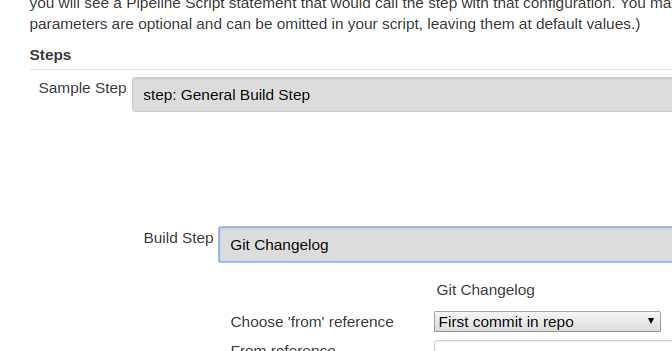 you will see a Pipeline Script statement that would call the step with that configuration. You ma
parameters are optional and can be omitted in your script, leaving them at default values.)
Steps
Sample Step
step: General Build Step
Build Step
Git Changelog
Git Changelog
Choose 'from' reference
First commit in repo
From reference